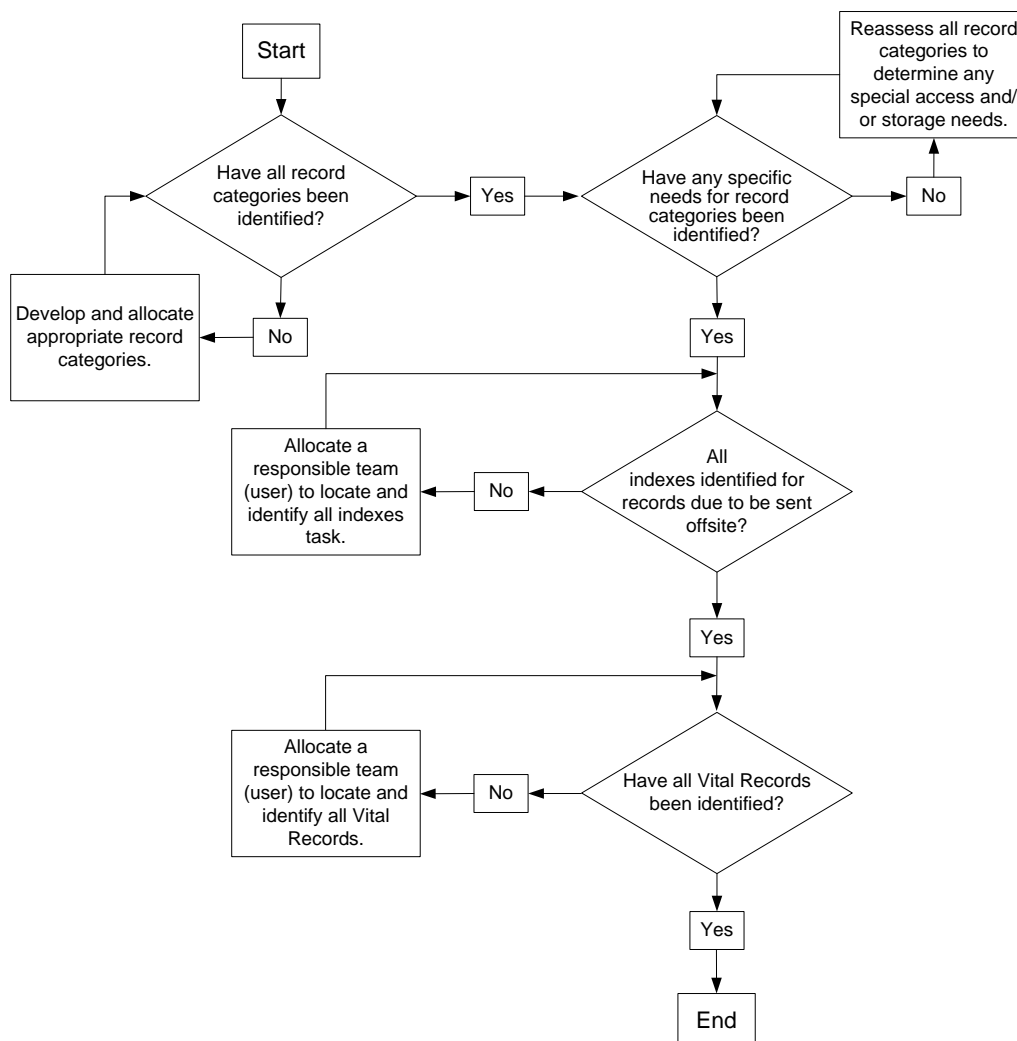 Start
Have all record
categories been
identified?
Yes
No
Develop and allocate
appropriate record
categories.
Have any specific
needs for record
categories been
identified?
No
Reassess all record
categories to
determine any
special access and/
or storage needs.
Yes
All
indexes identified for
records due to be sent
offsite?
No
Allocate a
responsible team
(user) to locate and
identify all indexes
task.
Yes
Have all Vital Records
been identified?
No
Allocate a
responsible team
(user) to locate and
identify all Vital
Records.
Yes
End